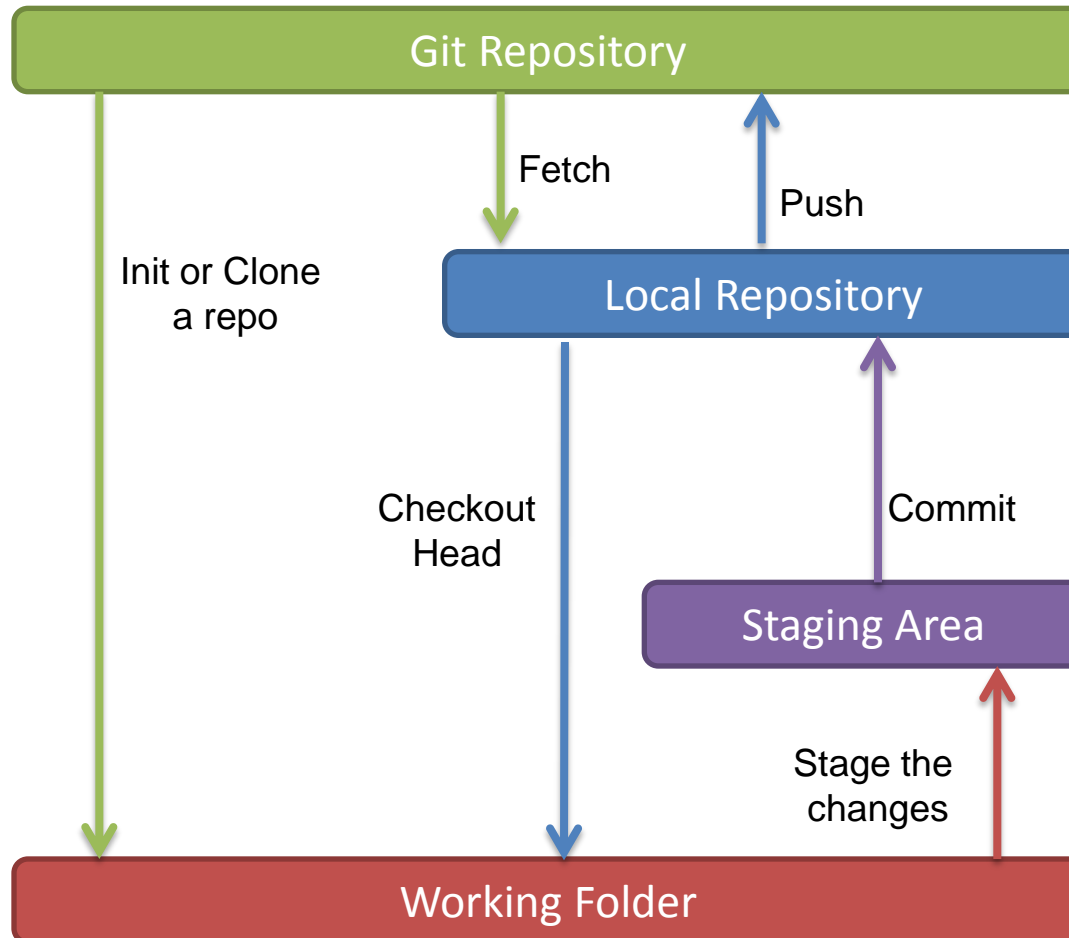 Git Repository
Fetch
Push
Init or Clone
a repo
Local Repository
Checkout
Head
Commit
Staging Area
Stage the
changes
Working Folder